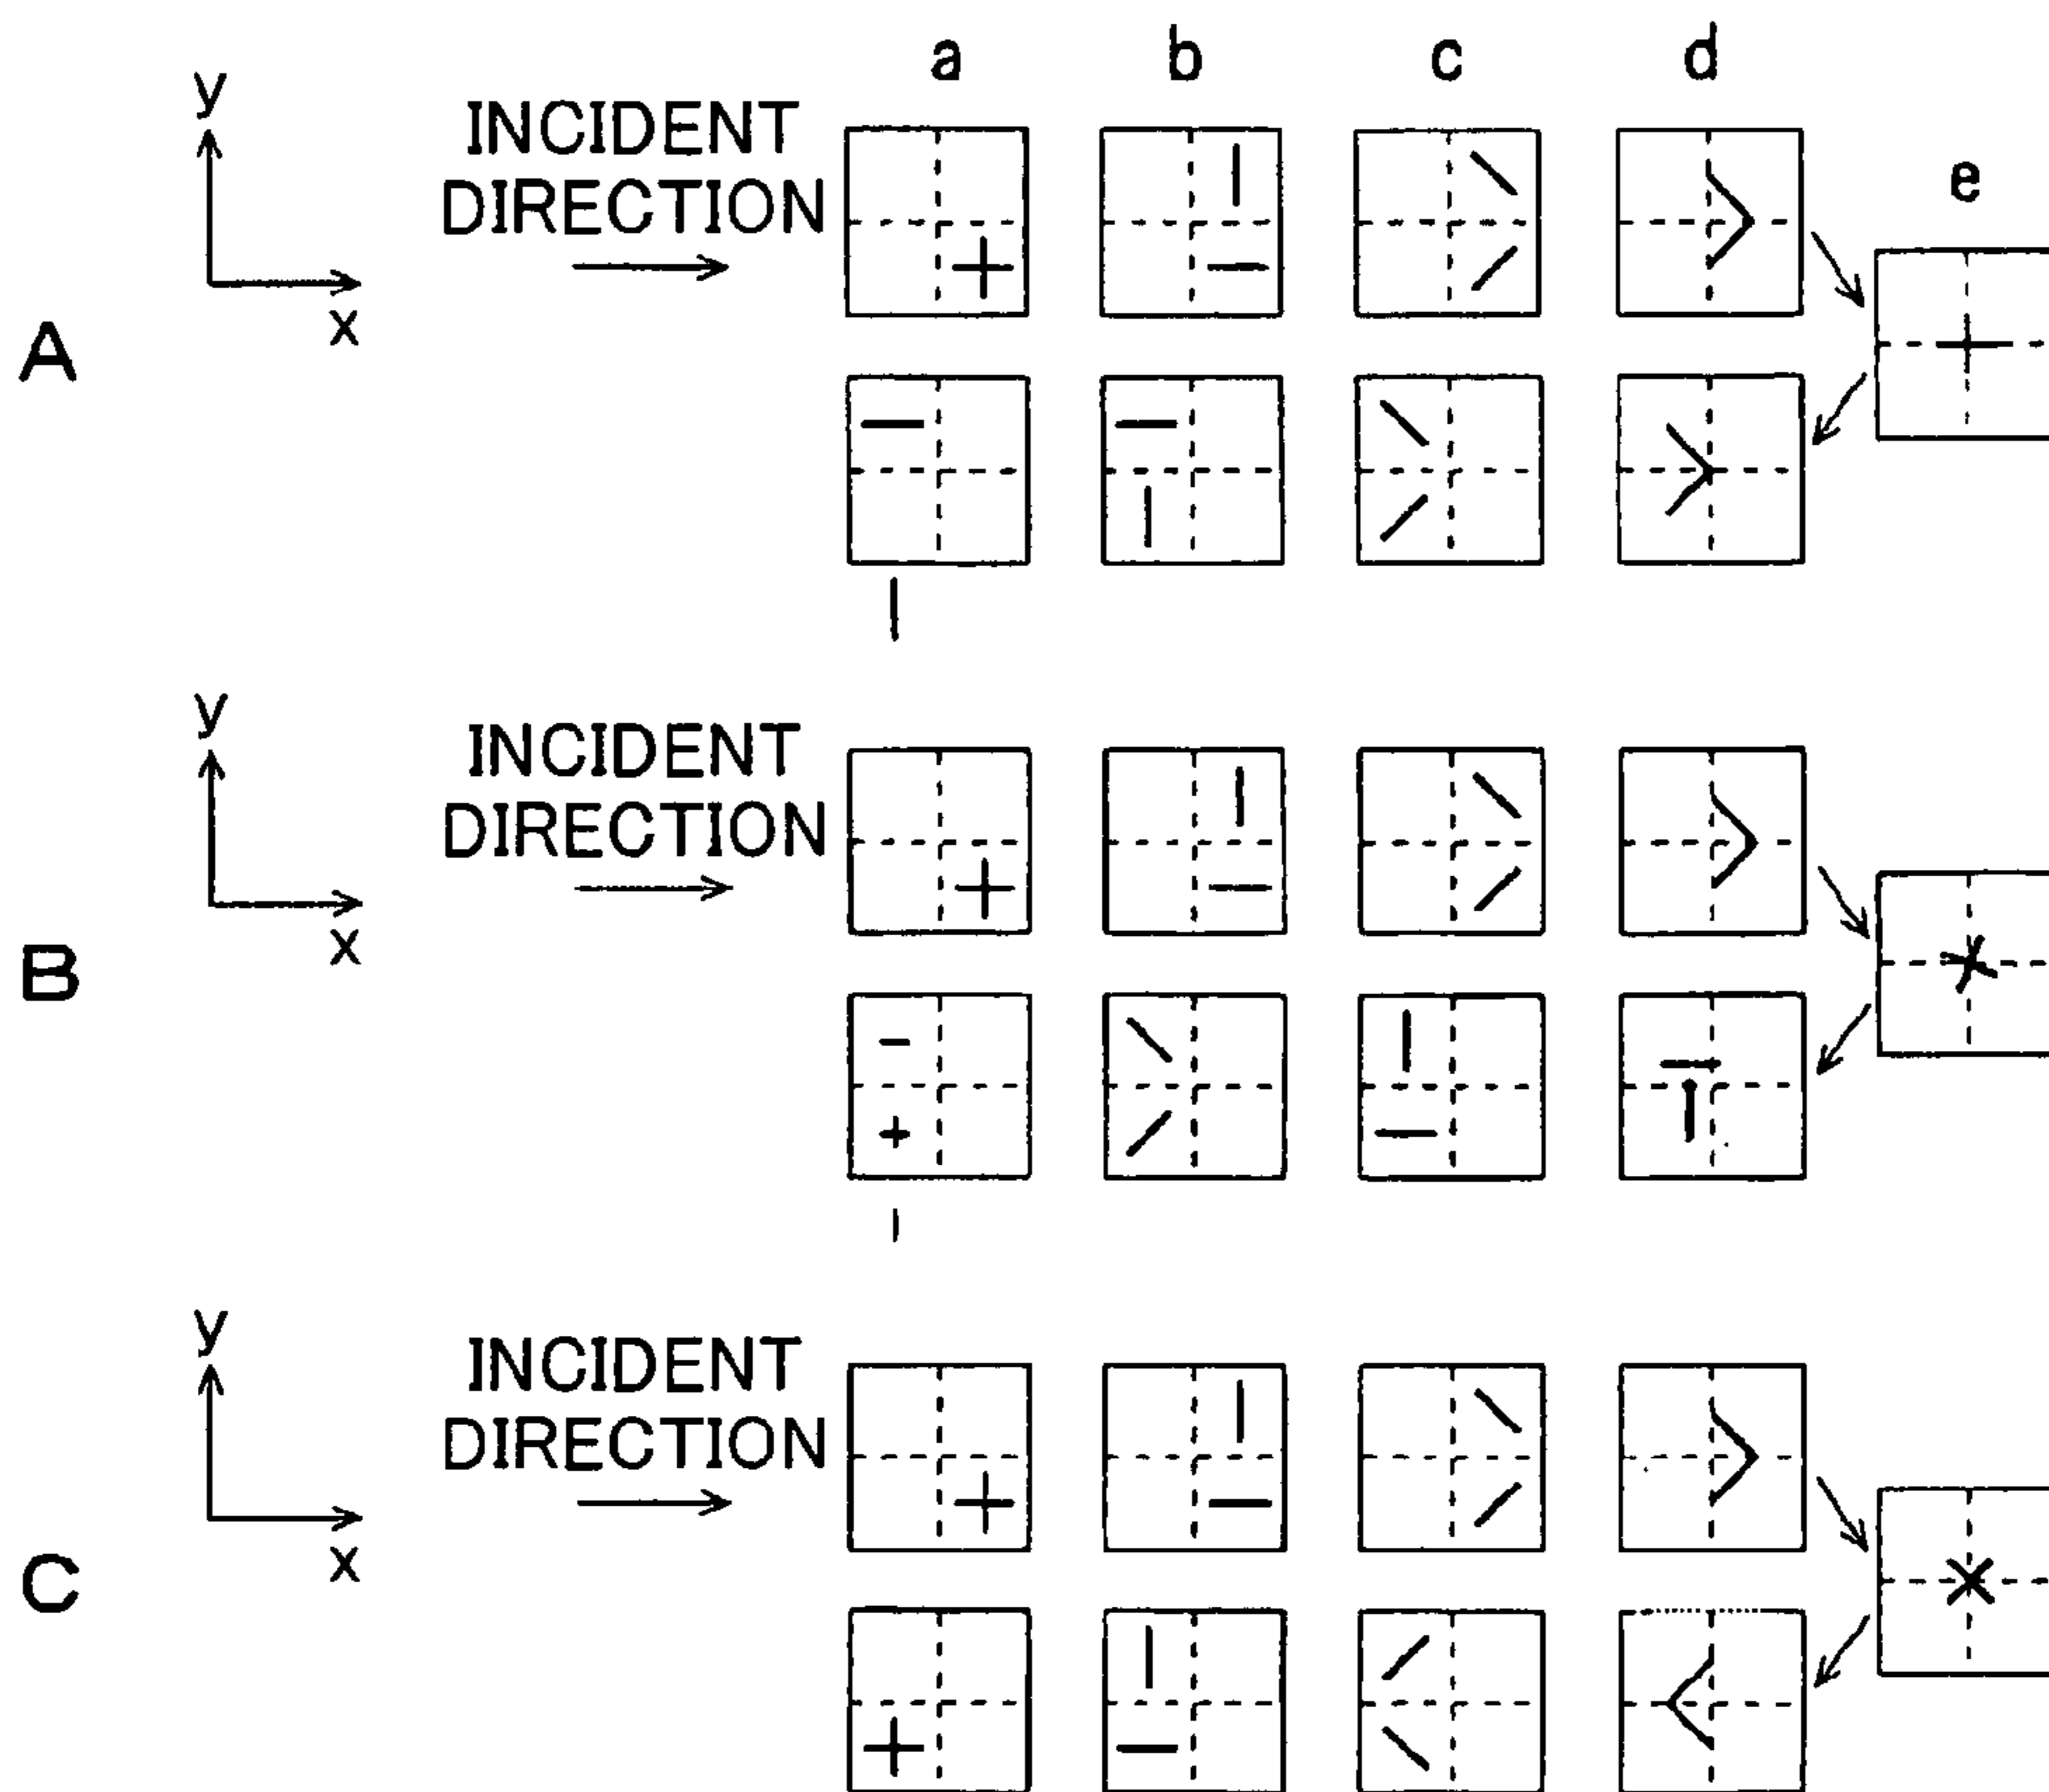 a b c d
e
A
y
x
INCIDENT
DIRECTION
B
y
x
INCIDENT
DIRECTION
C
y
x
INCIDENT
DIRECTION